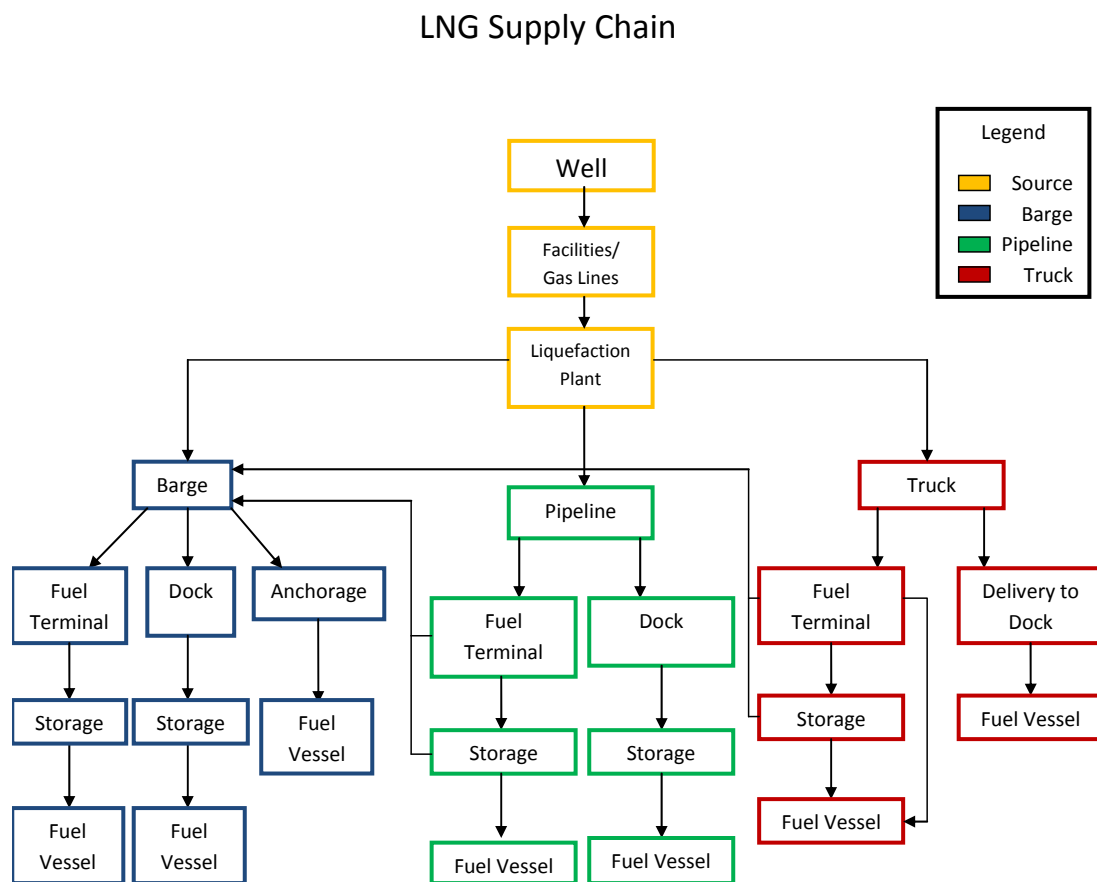 LNG Supply Chain
Legend
Source
Barge
Pipeline
Truck
Well
Facilities/
Gas Lines
Liquefaction
Plant
Barge
Pipeline
Truck
Fuel
Terminal
Dock
Anchorage
Fuel
Terminal
Dock
Fuel
Terminal
Delivery to
Dock
Storage
Storage
Fuel
Vessel
Storage
Storage
Storage
Fuel Vessel
Fuel
Vessel
Fuel
Vessel
Fuel Vessel
Fuel Vessel
Fuel Vessel